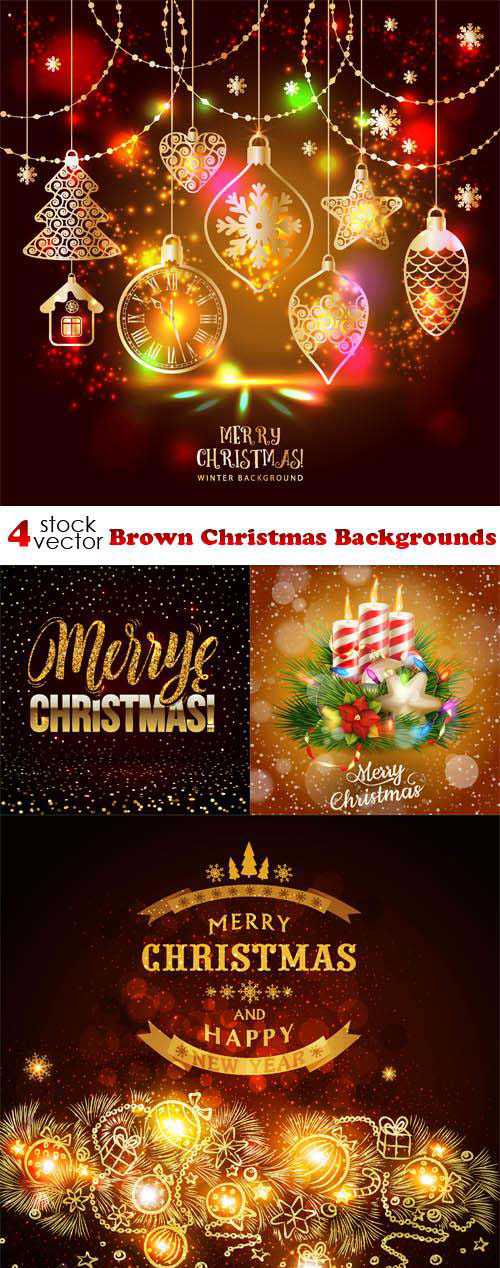 MERRY
CHRISTMAS!
WINTER BACKGROUND
4 stock vector Brown Christmas Backgrounds
Merry
CHRISTMAS!
Merry
Christmas
MERRY
CHRISTMAS
AND
HAPPY
NEW YEAR